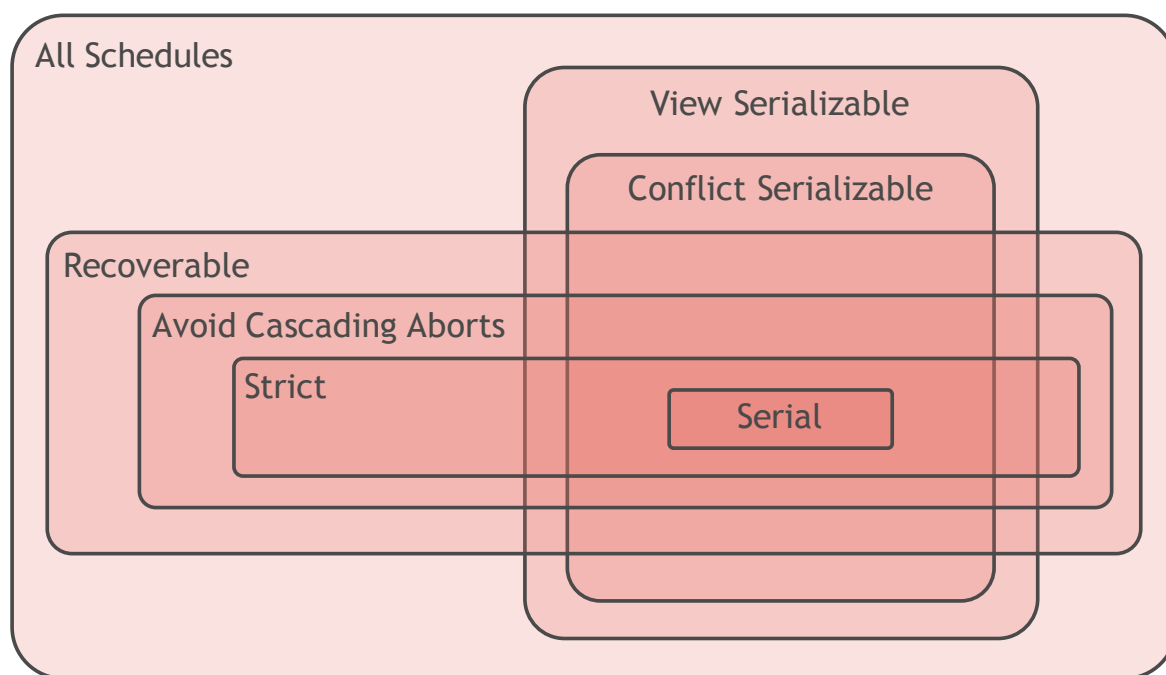 All Schedules
View Serializable
Conflict Serializable
Recoverable
Avoid Cascading Aborts
Strict
Serial